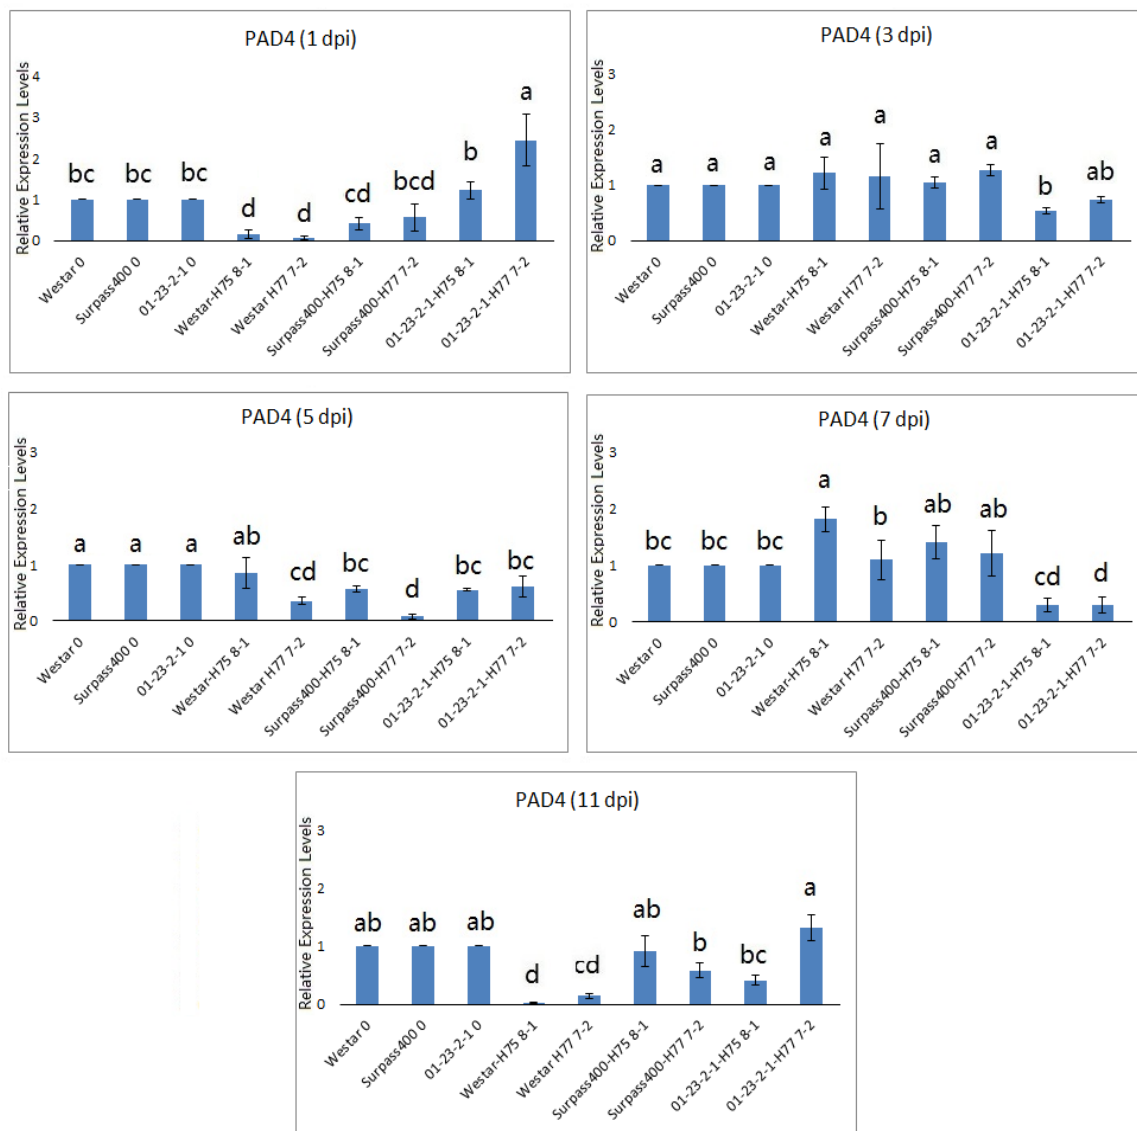 PAD4 (1 dpi)
Relative Expression Levels
4
3
2
1
0
bc bc bc d d cd bcd b a
Westar 0
Surpass400 0
01-23-2-1 0
Westar-H75 8-1
Westar H77 7-2
Surpass400-H75 8-1
Surpass400-H77 7-2
01-23-2-1-H75 8-1
01-23-2-1-H77 7-2
PAD4 (3 dpi)
Relative Expression Levels
3
2
1
0
a a a a a a a b ab
Westar 0
Surpass400 0
01-23-2-1 0
Westar-H75 8-1
Westar H77 7-2
Surpass400-H75 8-1
Surpass400-H77 7-2
01-23-2-1-H75 8-1
01-23-2-1-H77 7-2
PAD4 (5 dpi)
Relative Expression Levels
3
2
1
0
a a a ab cd bc d bc bc
Westar 0
Surpass400 0
01-23-2-1 0
Westar-H75 8-1
Westar H77 7-2
Surpass400-H75 8-1
Surpass400-H77 7-2
01-23-2-1-H75 8-1
01-23-2-1-H77 7-2
PAD4 (7 dpi)
Relative Expression Levels
3
2
1
0
bc bc bc a b ab ab cd d
Westar 0
Surpass400 0
01-23-2-1 0
Westar-H75 8-1
Westar H77 7-2
Surpass400-H75 8-1
Surpass400-H77 7-2
01-23-2-1-H75 8-1
01-23-2-1-H77 7-2
PAD4 (11 dpi)
Relative Expression Levels
3
2
1
0
ab ab ab d cd ab b bc a
Westar 0
Surpass400 0
01-23-2-1 0
Westar-H75 8-1
Westar H77 7-2
Surpass400-H75 8-1
Surpass400-H77 7-2
01-23-2-1-H75 8-1
01-23-2-1-H77 7-2